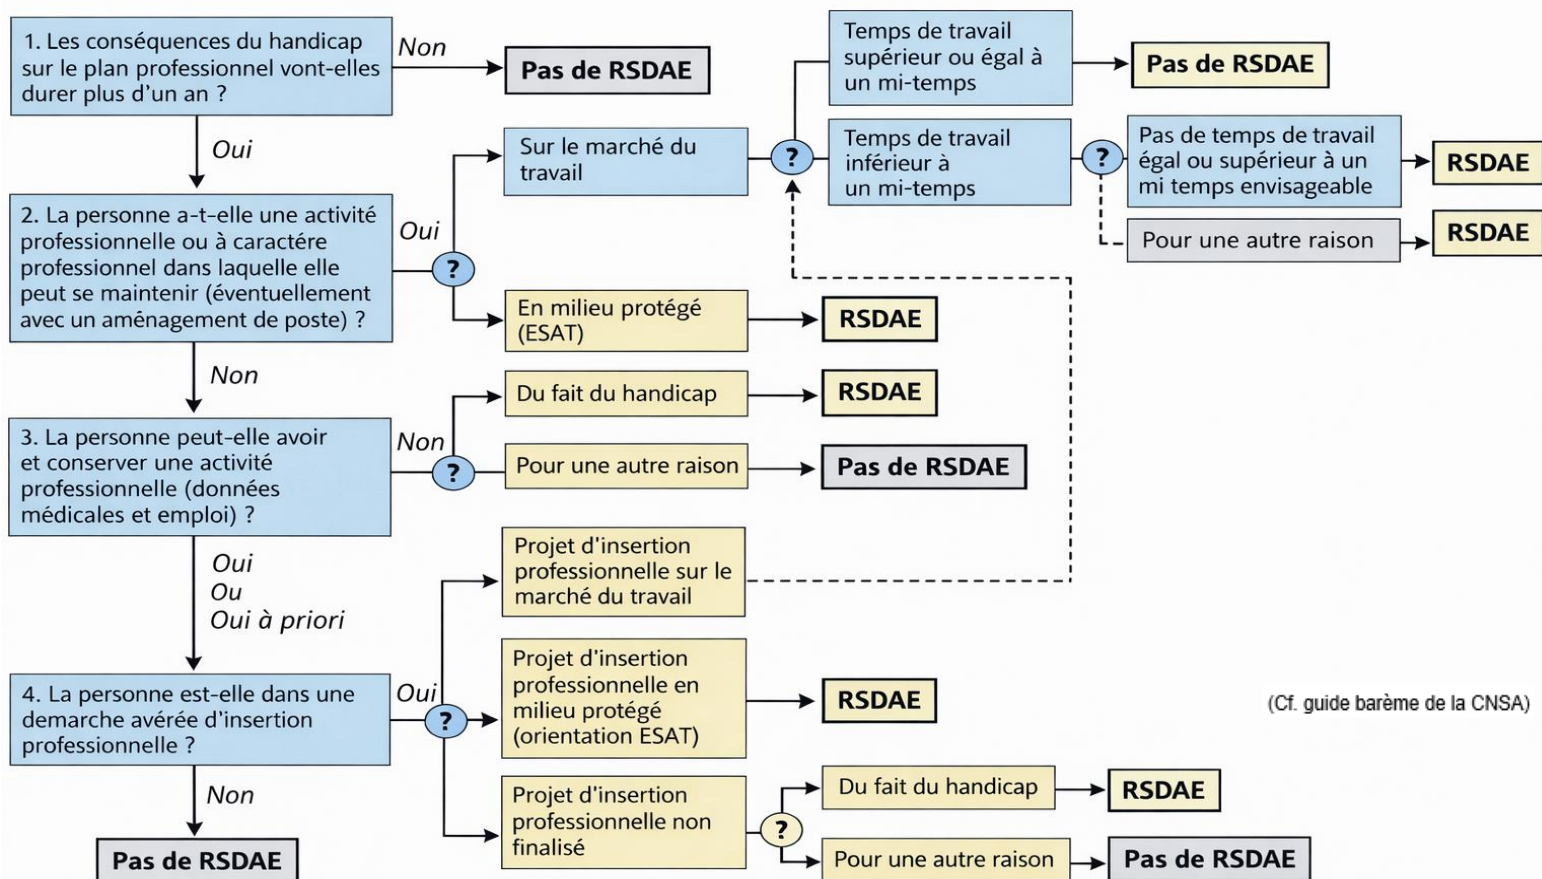 1. Les conséquences du handicap
sur le plan professionnel vont-elles
durer plus d'un an ?
Non
Pas de RSDAE
Temps de travail
supérieur ou égal à
un mi-temps
Pas de RSDAE
Oui
Sur le marché du
travail
?
Temps de travail
inférieur à
un mi-temps
?
Pas de temps de travail
égal ou supérieur à un
mi temps envisageable
RSDAE
2. La personne a-t-elle une activité
professionnelle ou à caractére
professionnel dans laquelle elle
peut se maintenir (éventuellement
avec un aménagement de poste) ?
Oui
?
Pour une autre raison
RSDAE
En milieu protégé
(ESAT)
RSDAE
Non
Du fait du handicap
RSDAE
3. La personne peut-elle avoir
et conserver une activité
professionnelle (données
médicales et emploi) ?
Non
?
Pour une autre raison
Pas de RSDAE
Oui
Ou
Oui à priori
Projet d'insertion
professionnelle sur le
marché du travail
4. La personne est-elle dans une
demarche avérée d'insertion
professionnelle ?
Oui
?
Projet d'insertion
professionnelle en
milieu protégé
(orientation ESAT)
RSDAE
(Cf. guide barème de la CNSA)
Non
Pas de RSDAE
Projet d'insertion
professionnelle non
finalisé
?
Du fait du handicap
RSDAE
Pour une autre raison
Pas de RSDAE